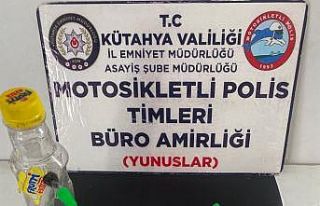 T.C
KÜTAHYA VALİLİĞİ
İL EMNİYET MÜDÜRLÜĞÜ
ASAYİŞ ŞUBE MÜDÜRLÜĞÜ
MOTOSİKLETLİ POLİS
TİMLERİ
BÜRO AMİRLİĞİ
(YUNUSLAR)